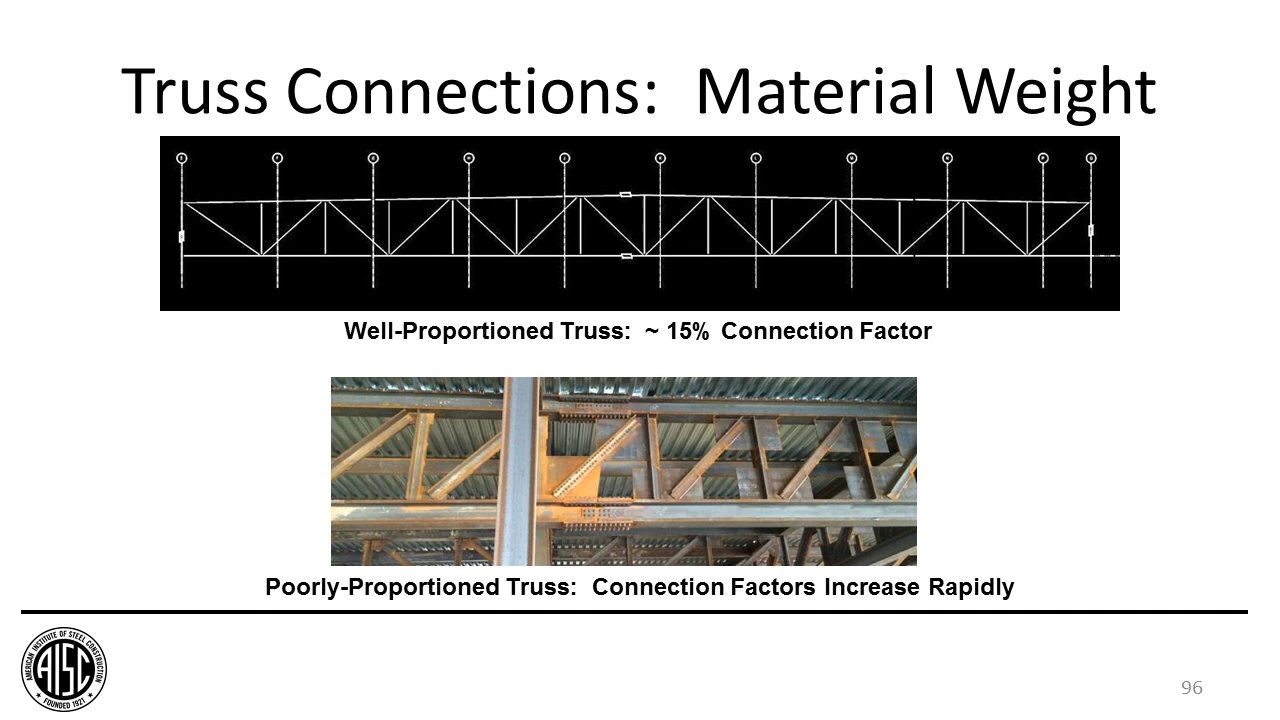 Truss Connections:  Material Weight
Well-Proportioned Truss:  ~ 15%  Connection Factor
Poorly-Proportioned Truss:  Connection Factors Increase Rapidly
AMERICAN INSTITUTE OF STEEL CONSTRUCTION
AISC
FOUNDED 1921
96